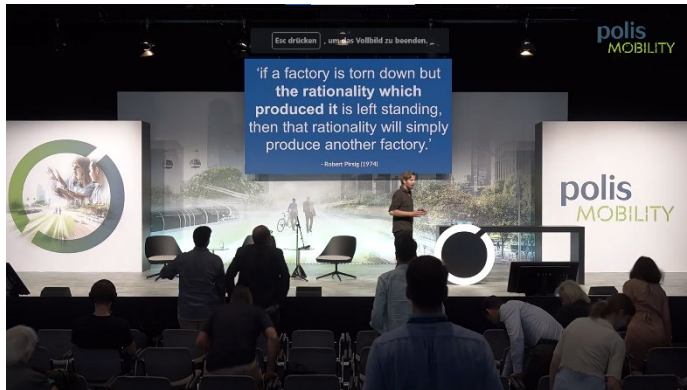 polis
MOBILITY
Esc drücken , um das Vollbild zu beenden.
‘if a factory is torn down but
the rationality which
produced it is left standing,
then that rationality will simply
produce another factory.’
- Robert Pirsig (1974)
polis
MOBILITY